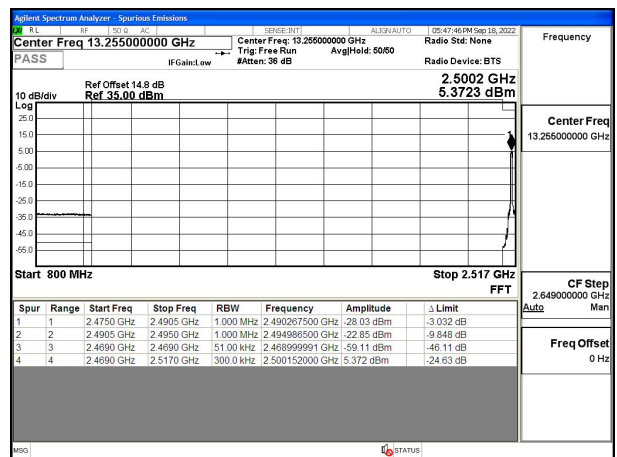 Agilent Spectrum Analyzer - Spurious Emissions
RL RF 50 Ω AC SENSE:INT ALIGN AUTO 05:47:46 PM Sep 18, 2022
Center Freq 13.255000000 GHz Center Freq: 13.255000000 GHz Radio Std: None
Trig: Free Run Avg|Hold: 50/50
PASS IFGain:Low #Atten: 36 dB Radio Device: BTS
Frequency
Ref Offset 14.8 dB 2.5002 GHz
10 dB/div Ref 35.00 dBm 5.3723 dBm
Log
25.0
15.0
5.00
-5.00
-15.0
-25.0
-35.0
-45.0
-55.0
Start 800 MHz Stop 2.517 GHz
FFT
Center Freq
13.255000000 GHz
CF Step
2.649000000 GHz
Auto Man
Freq Offset
0 Hz
Spur Range Start Freq Stop Freq RBW Frequency Amplitude Δ Limit
1 1 2.4750 GHz 2.4905 GHz 1.000 MHz 2.490267500 GHz -28.03 dBm -3.032 dB
2 2 2.4905 GHz 2.4950 GHz 1.000 MHz 2.494986500 GHz -22.85 dBm -9.848 dB
3 3 2.4690 GHz 2.4690 GHz 51.00 kHz 2.468999991 GHz -59.11 dBm -46.11 dB
4 4 2.4690 GHz 2.5170 GHz 300.0 kHz 2.500152000 GHz 5.372 dBm -24.63 dB
MSG STATUS